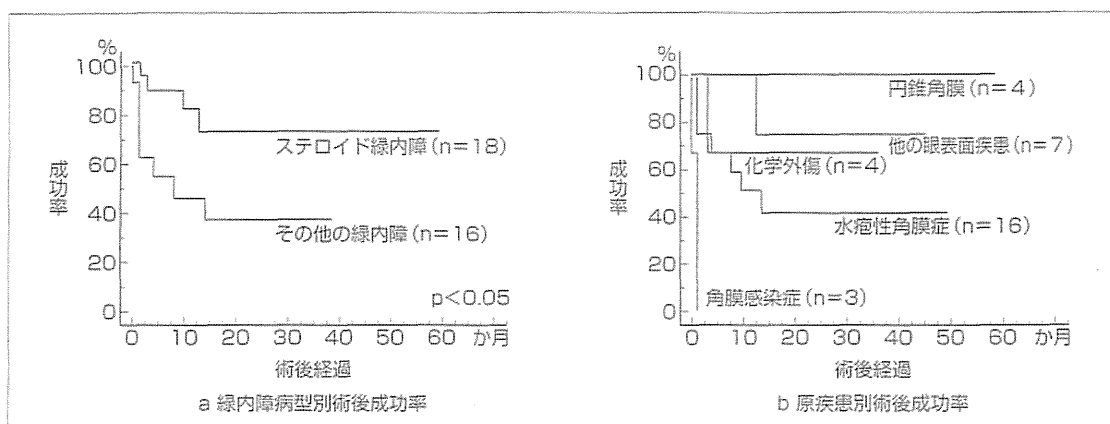 %
100
80
60
40
20
0
成功率
ステロイド緑内障(n=18)
その他の緑内障(n=16)
p<0.05
0 10 20 30 40 50 60 か月
術後経過
a 緑内障病型別術後成功率
%
100
80
60
40
20
0
成功率
円錐角膜(n=4)
他の眼表面疾患(n=7)
化学外傷(n=4)
水疱性角膜症(n=16)
角膜感染症(n=3)
0 10 20 30 40 50 60 か月
術後経過
b 原疾患別術後成功率